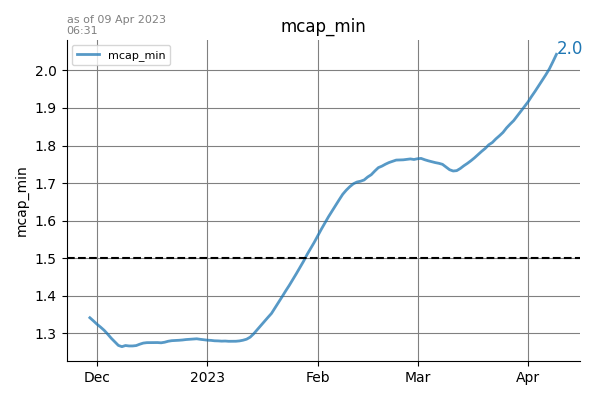 as of 09 Apr 2023
06:31
mcap_min
2.0
mcap_min
2.0
1.9
1.8
1.7
1.6
1.5
1.4
1.3
mcap_min
Dec
2023
Feb
Mar
Apr